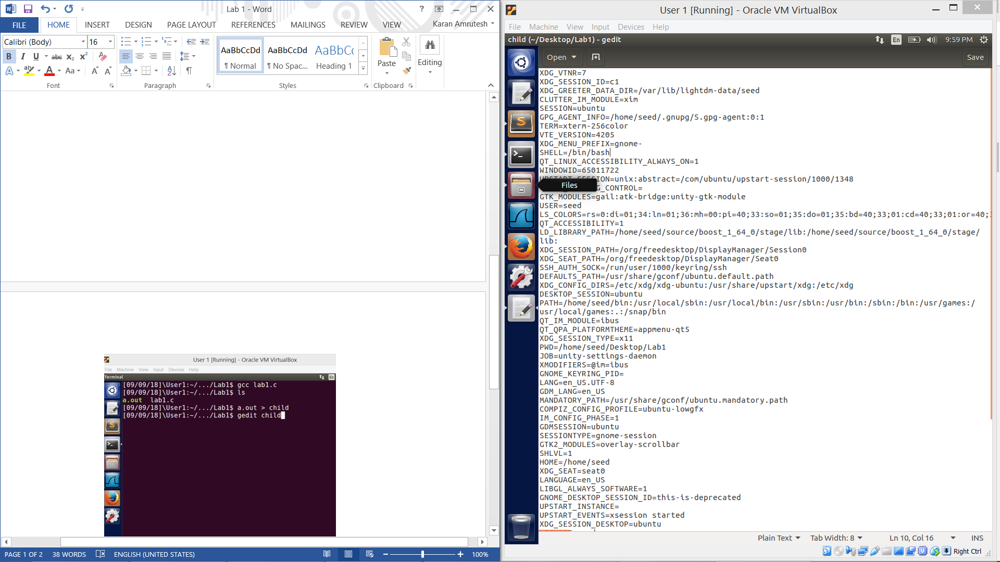 Lab 1 - Word
?
FILE HOME INSERT DESIGN PAGE LAYOUT REFERENCES MAILINGS REVIEW VIEW Karan Amrutesh
Calibri (Body) 16
B I U abc X₂ X²
A ab A Aa A A
Font
Paragraph
AaBbCcDd AaBbCcDd AaBbCc
¶ Normal ¶ No Spac... Heading 1
Styles
Paste
Clipboard
Editing
User 1 [Running] - Oracle VM VirtualBox
File Machine View Input Devices Help
Terminal En
[09/09/18]\User1:~/.../Lab1$ gcc lab1.c
[09/09/18]\User1:~/.../Lab1$ ls
a.out lab1.c
[09/09/18]\User1:~/.../Lab1$ a.out > child
[09/09/18]\User1:~/.../Lab1$ gedit child
PAGE 1 OF 2 38 WORDS ENGLISH (UNITED STATES) 100%
User 1 [Running] - Oracle VM VirtualBox
File Machine View Input Devices Help
child (~/Desktop/Lab1) - gedit En 9:59 PM
Open Save
XDG_VTNR=7
XDG_SESSION_ID=c1
XDG_GREETER_DATA_DIR=/var/lib/lightdm-data/seed
CLUTTER_IM_MODULE=xim
SESSION=ubuntu
GPG_AGENT_INFO=/home/seed/.gnupg/S.gpg-agent:0:1
TERM=xterm-256color
VTE_VERSION=4205
XDG_MENU_PREFIX=gnome-
SHELL=/bin/bash
QT_LINUX_ACCESSIBILITY_ALWAYS_ON=1
WINDOWID=65011722
UPSTART_SESSION=unix:abstract=/com/ubuntu/upstart-session/1000/1348
Files
G_CONTROL=
GTK_MODULES=gail:atk-bridge:unity-gtk-module
USER=seed
LS_COLORS=rs=0:di=01;34:ln=01;36:mh=00:pi=40;33:so=01;35:do=01;35:bd=40;33;01:cd=40;33;01:or=40;
QT_ACCESSIBILITY=1
LD_LIBRARY_PATH=/home/seed/source/boost_1_64_0/stage/lib:/home/seed/source/boost_1_64_0/stage/
lib:
XDG_SESSION_PATH=/org/freedesktop/DisplayManager/Session0
XDG_SEAT_PATH=/org/freedesktop/DisplayManager/Seat0
SSH_AUTH_SOCK=/run/user/1000/keyring/ssh
DEFAULTS_PATH=/usr/share/gconf/ubuntu.default.path
XDG_CONFIG_DIRS=/etc/xdg/xdg-ubuntu:/usr/share/upstart/xdg:/etc/xdg
DESKTOP_SESSION=ubuntu
PATH=/home/seed/bin:/usr/local/sbin:/usr/local/bin:/usr/sbin:/usr/bin:/sbin:/bin:/usr/games:/
usr/local/games:.:/snap/bin
QT_IM_MODULE=ibus
QT_QPA_PLATFORMTHEME=appmenu-qt5
XDG_SESSION_TYPE=x11
PWD=/home/seed/Desktop/Lab1
JOB=unity-settings-daemon
XMODIFIERS=@im=ibus
GNOME_KEYRING_PID=
LANG=en_US.UTF-8
GDM_LANG=en_US
MANDATORY_PATH=/usr/share/gconf/ubuntu.mandatory.path
COMPIZ_CONFIG_PROFILE=ubuntu-lowgfx
IM_CONFIG_PHASE=1
GDMSESSION=ubuntu
SESSIONTYPE=gnome-session
GTK2_MODULES=overlay-scrollbar
SHLVL=1
HOME=/home/seed
XDG_SEAT=seat0
LANGUAGE=en_US
LIBGL_ALWAYS_SOFTWARE=1
GNOME_DESKTOP_SESSION_ID=this-is-deprecated
UPSTART_INSTANCE=
UPSTART_EVENTS=xsession started
XDG_SESSION_DESKTOP=ubuntu
Plain Text Tab Width: 8 Ln 10, Col 16 INS
Right Ctrl